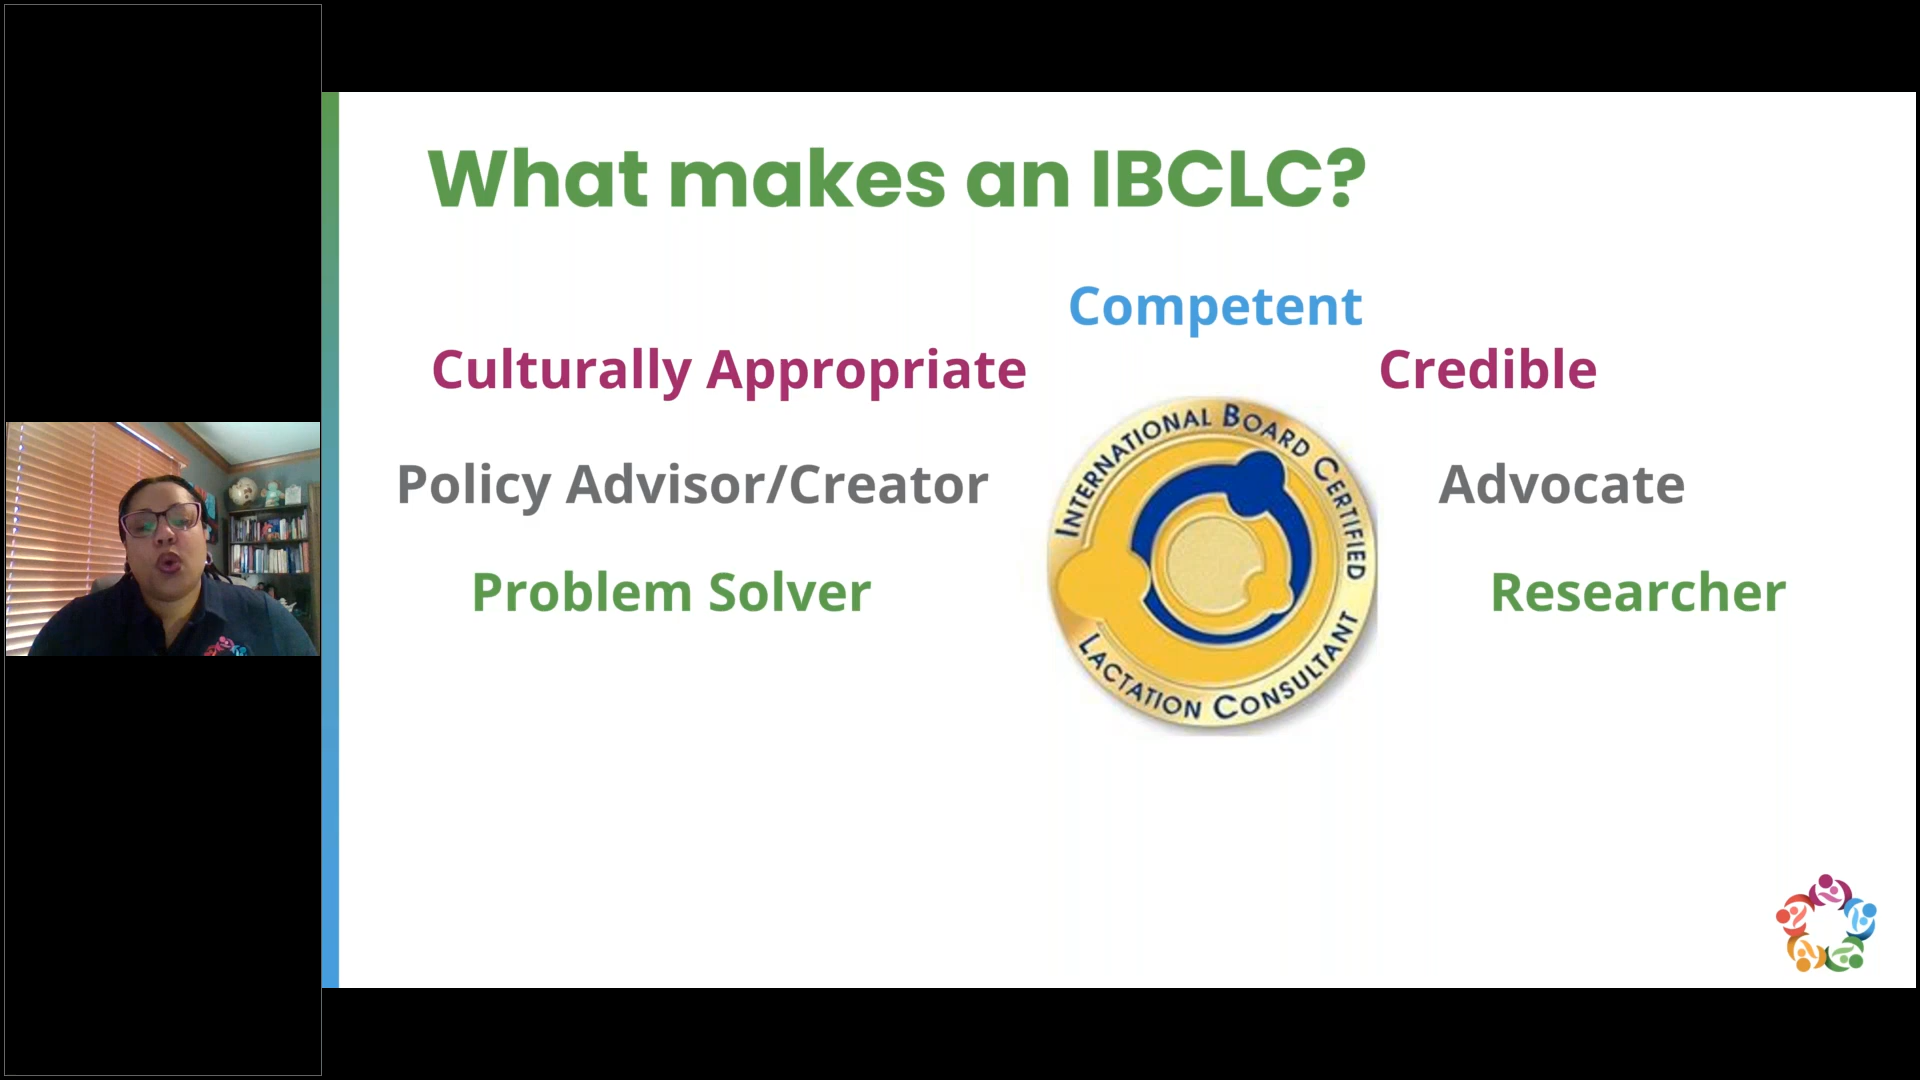 What makes an IBCLC?
Competent
Culturally Appropriate
Credible
Policy Advisor/Creator
Advocate
Problem Solver
Researcher
INTERNATIONAL BOARD CERTIFIED
LACTATION CONSULTANT